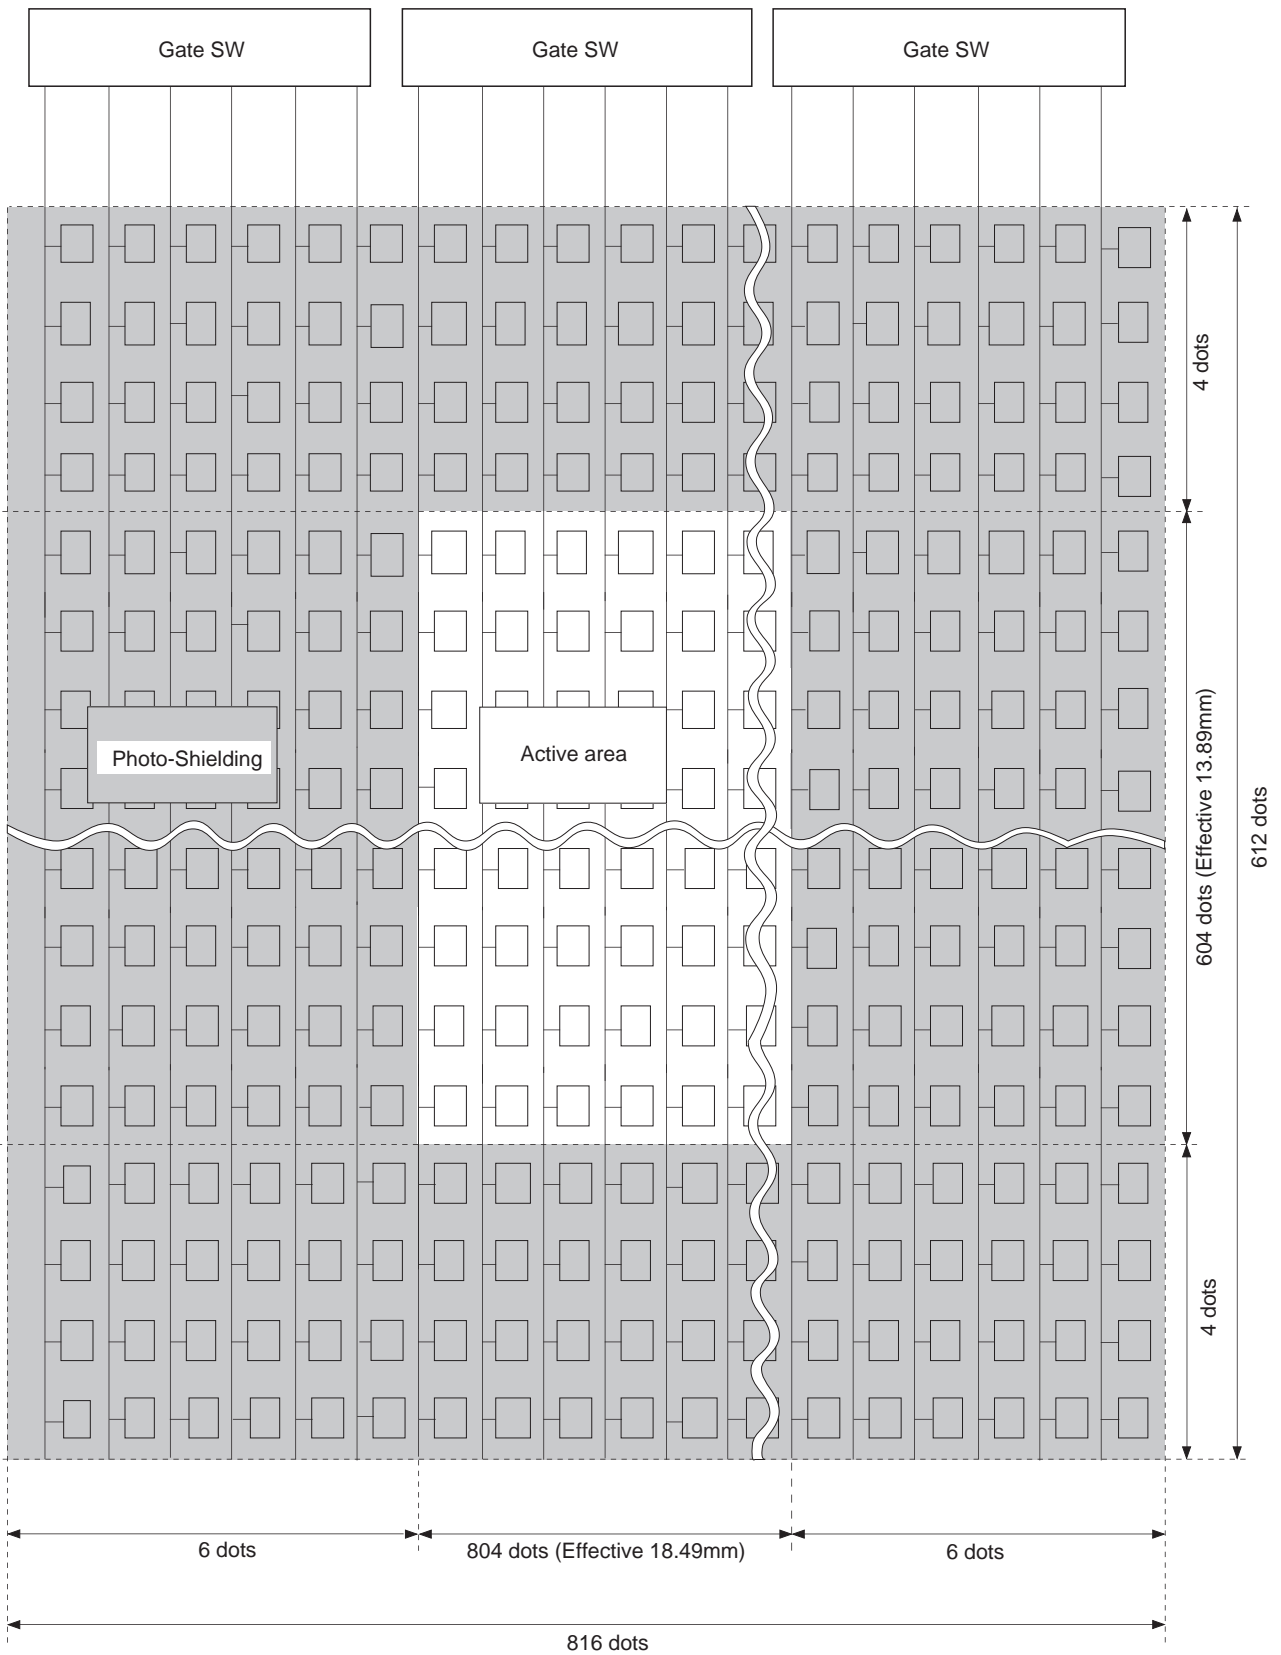 Gate SW
Gate SW
Gate SW
4 dots
604 dots (Effective 13.89mm)
612 dots
Photo-Shielding
Active area
4 dots
6 dots
804 dots (Effective 18.49mm)
6 dots
816 dots